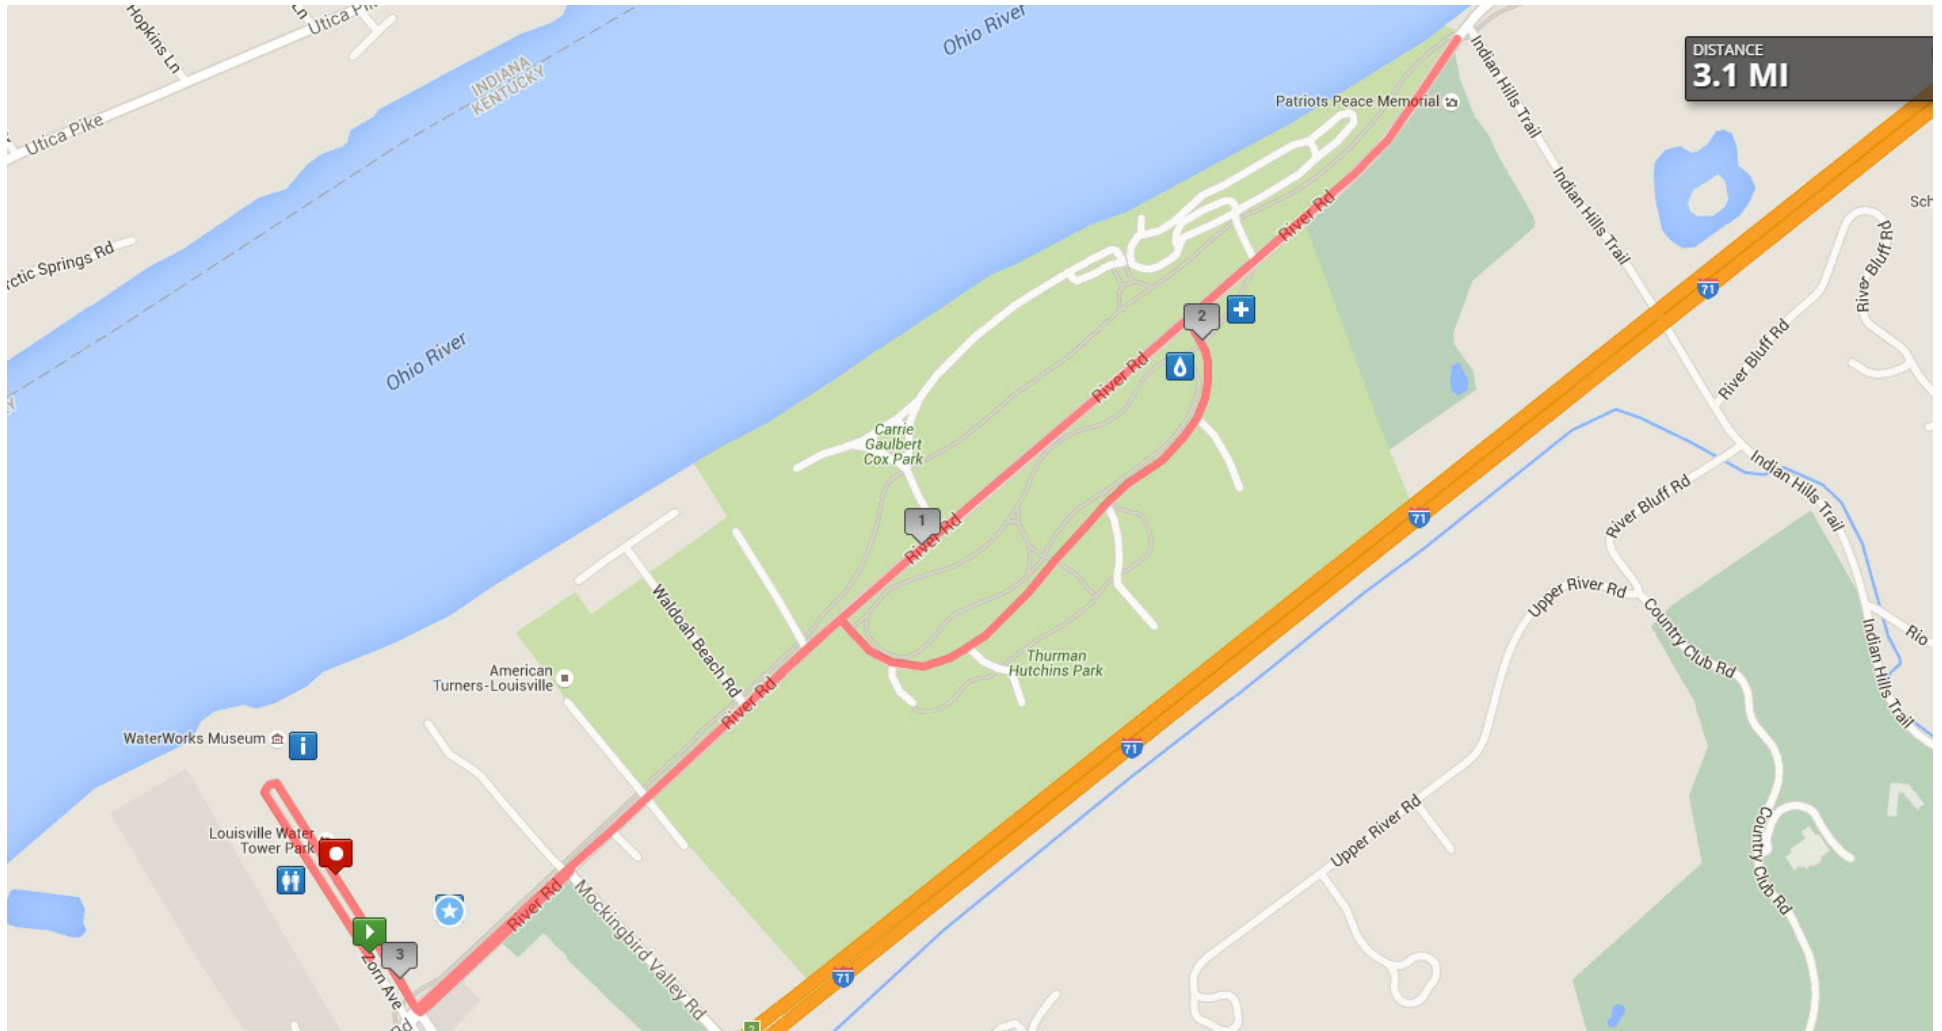 Hopkins Ln
Utica
Ohio River
INDIANA
KENTUCKY
Utica Pike
Indian Hills Trail
DISTANCE
3.1 MI
Patriots Peace Memorial
Indian Hills Trail
River Rd
River Bluff Rd
Springs Rd
71
2
Ohio River
River Rd
River Bluff Rd
Carrie
Gaulbert
Cox Park
Indian Hills Trail
71
River Bluff Rd
1
River Rd
Upper River Rd
Country Club Rd
Rio
Indian Hills Trail
Waldoah Beach Rd
Thurman
Hutchins Park
American
Turners-Louisville
River Rd
WaterWorks Museum
i
71
Upper River Rd
Country Club Rd
Louisville Water
Tower Park
River Rd
Mockingbird Valley Rd
3
Zorn Ave
71
Rd
2